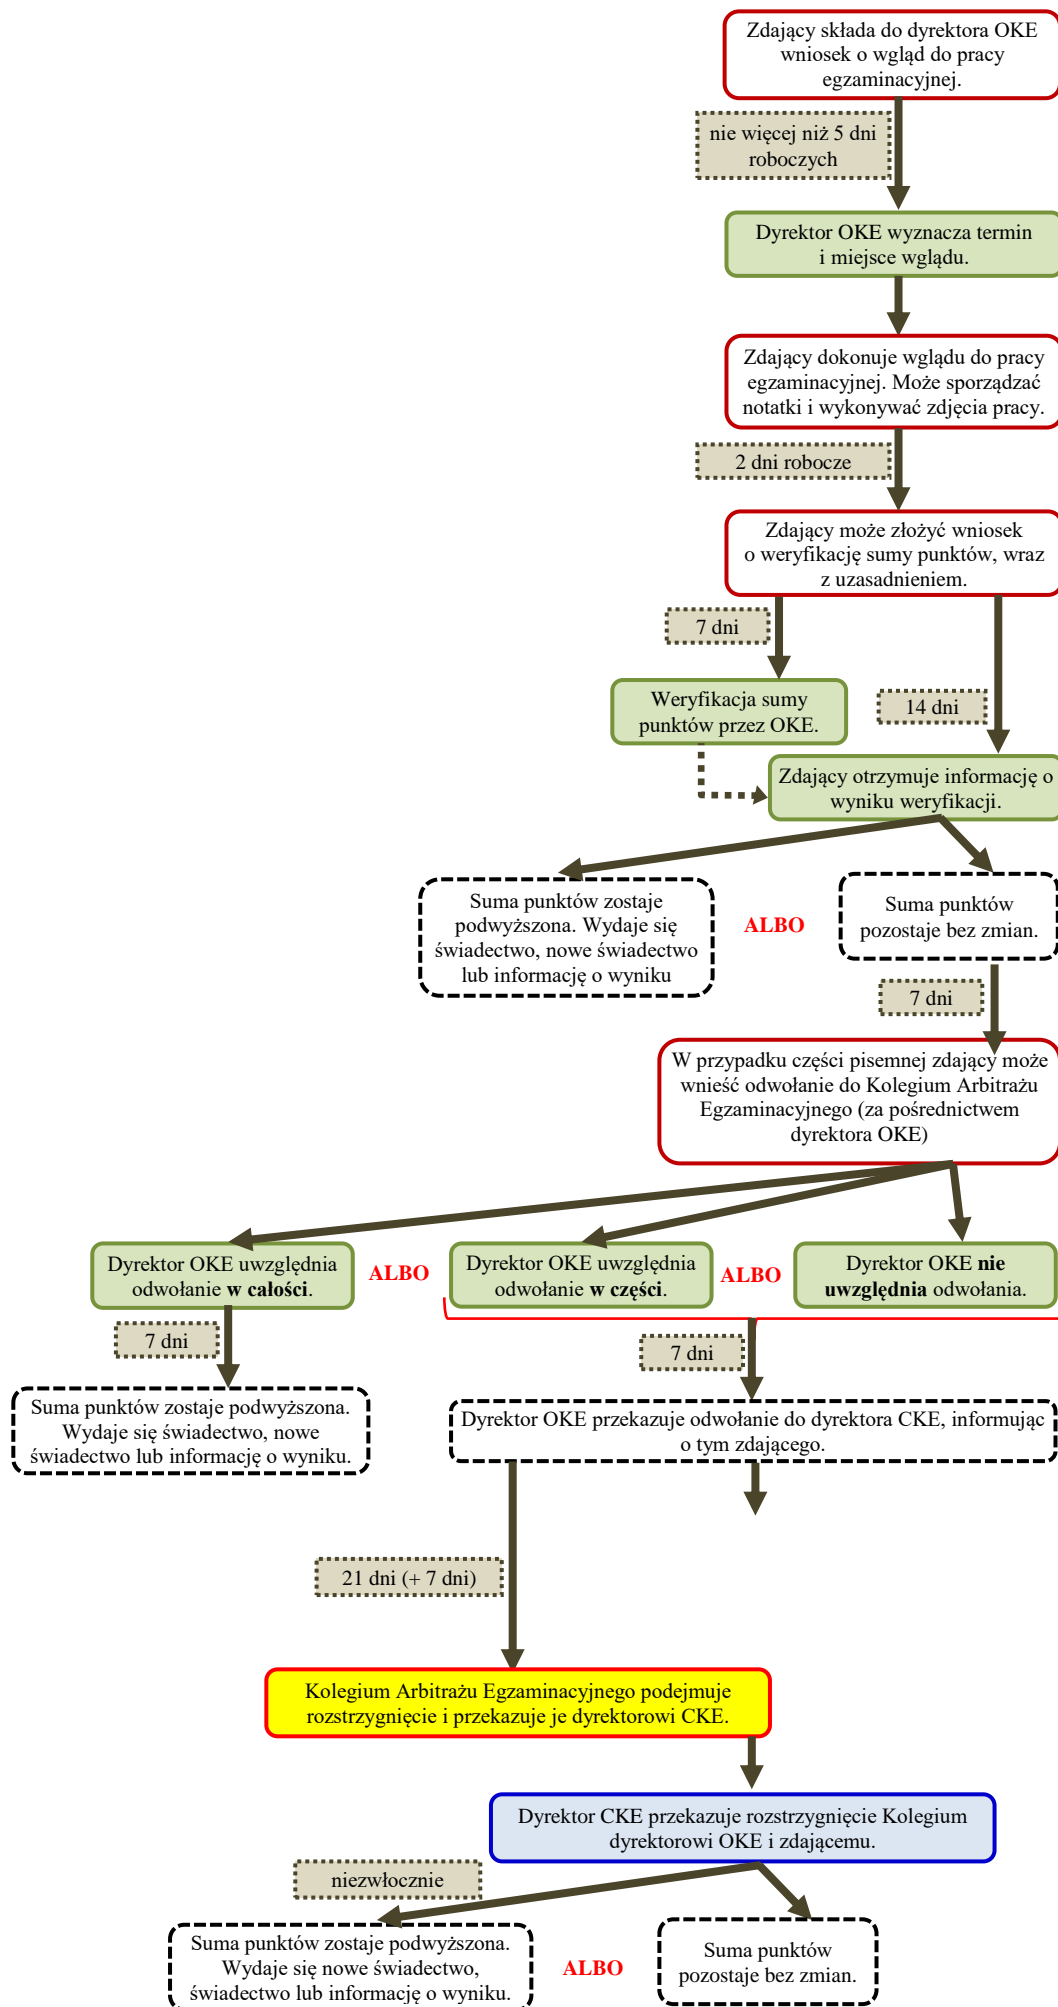 Zdający składa do dyrektora OKE
wniosek o wgląd do pracy
egzaminacyjnej.
nie więcej niż 5 dni
roboczych
Dyrektor OKE wyznacza termin
i miejsce wglądu.
Zdający dokonuje wglądu do pracy
egzaminacyjnej. Może sporządzać
notatki i wykonywać zdjęcia pracy.
2 dni robocze
Zdający może złożyć wniosek
o weryfikację sumy punktów, wraz
z uzasadnieniem.
7 dni
Weryfikacja sumy
punktów przez OKE.
14 dni
Zdający otrzymuje informację o
wyniku weryfikacji.
Suma punktów zostaje
podwyższona. Wydaje się
świadectwo, nowe świadectwo
lub informację o wyniku
ALBO
Suma punktów
pozostaje bez zmian.
7 dni
W przypadku części pisemnej zdający może
wnieść odwołanie do Kolegium Arbitrażu
Egzaminacyjnego (za pośrednictwem
dyrektora OKE)
Dyrektor OKE uwzględnia
odwołanie w całości.
ALBO
Dyrektor OKE uwzględnia
odwołanie w części.
ALBO
Dyrektor OKE nie
uwzględnia odwołania.
7 dni
7 dni
Suma punktów zostaje podwyższona.
Wydaje się świadectwo, nowe
świadectwo lub informację o wyniku.
Dyrektor OKE przekazuje odwołanie do dyrektora CKE, informując
o tym zdającego.
21 dni (+ 7 dni)
Kolegium Arbitrażu Egzaminacyjnego podejmuje
rozstrzygnięcie i przekazuje je dyrektorowi CKE.
Dyrektor CKE przekazuje rozstrzygnięcie Kolegium
dyrektorowi OKE i zdającemu.
niezwłocznie
Suma punktów zostaje podwyższona.
Wydaje się nowe świadectwo,
świadectwo lub informację o wyniku.
ALBO
Suma punktów
pozostaje bez zmian.